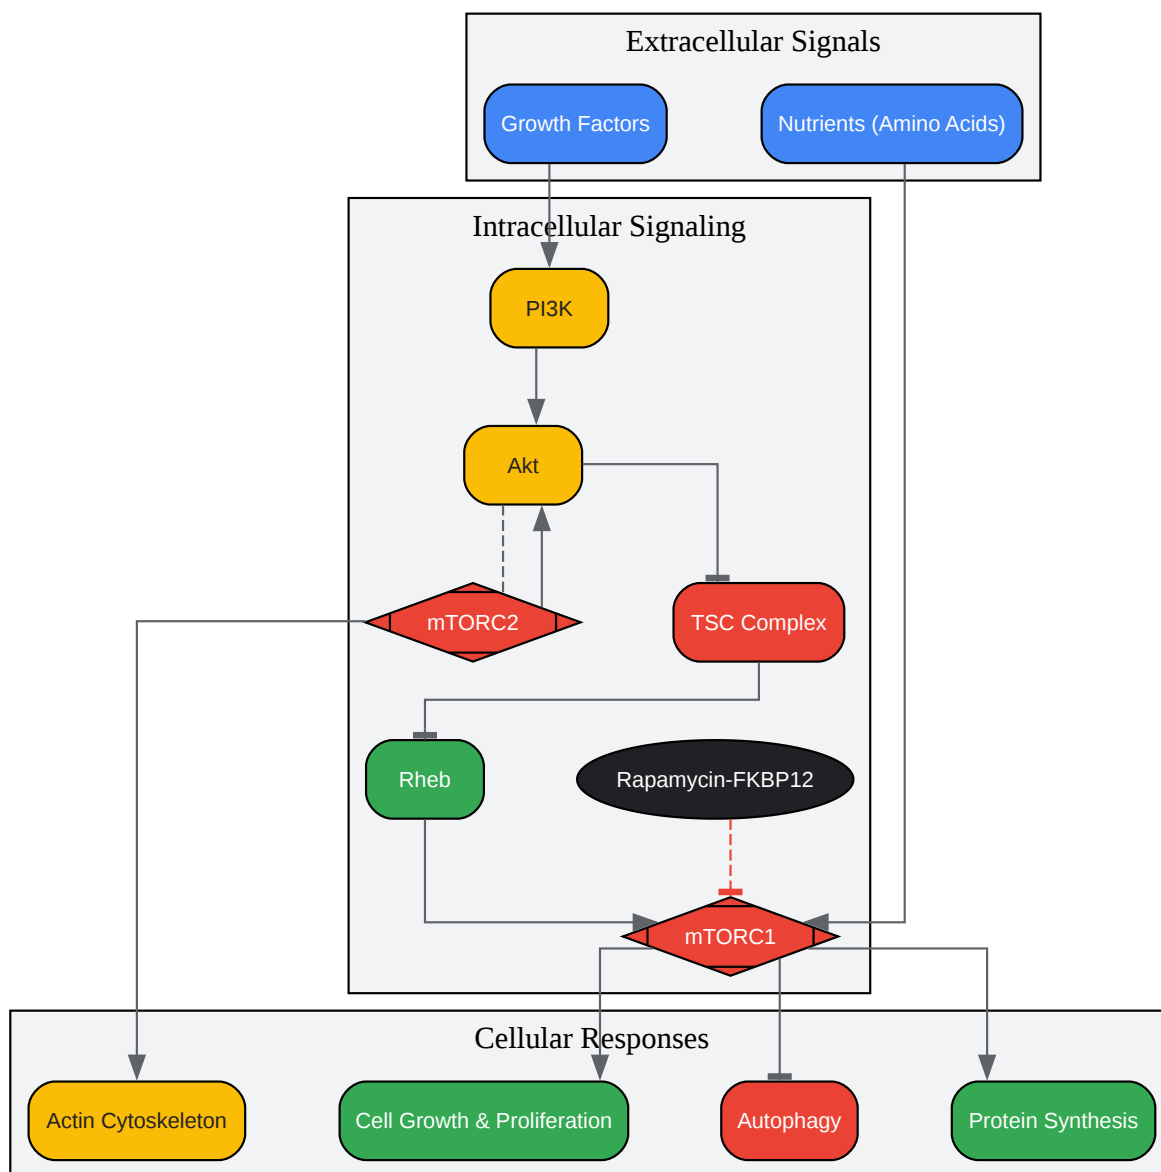 Extracellular Signals
Growth Factors
Nutrients (Amino Acids)
Intracellular Signaling
PI3K
Akt
mTORC2
TSC Complex
Rheb
Rapamycin-FKBP12
mTORC1
Cellular Responses
Actin Cytoskeleton
Cell Growth & Proliferation
Autophagy
Protein Synthesis